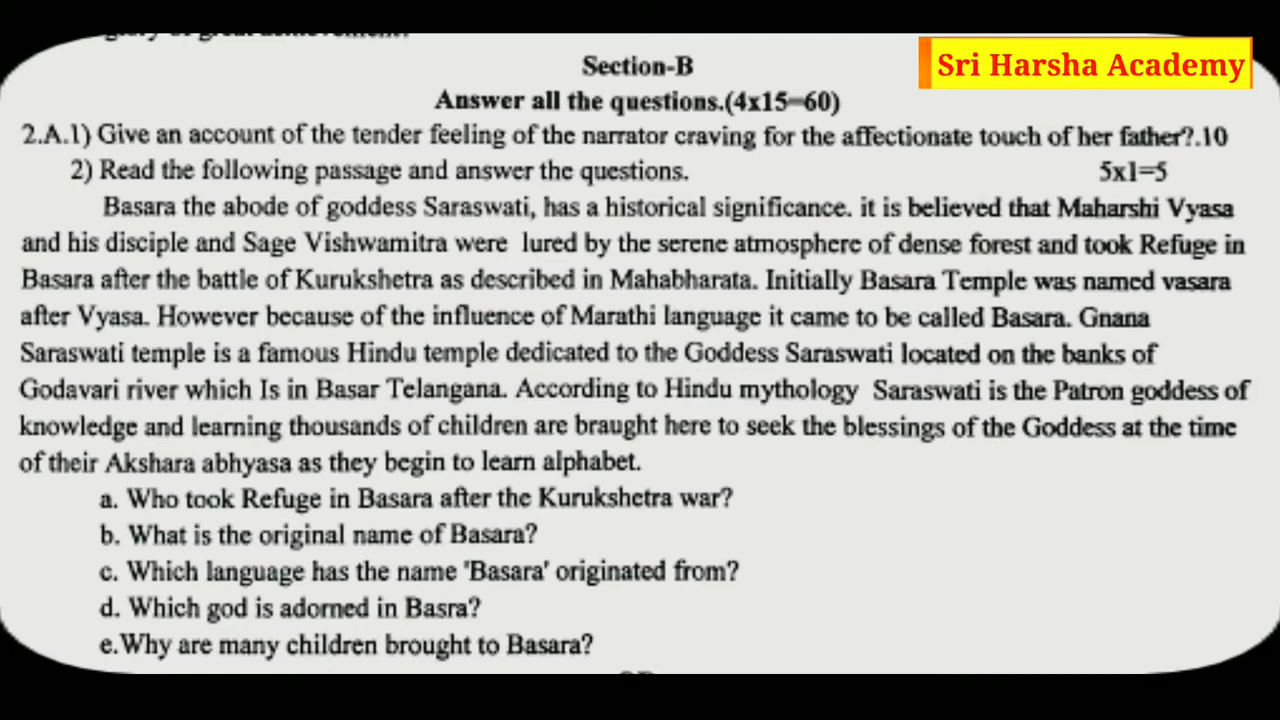 Sri Harsha Academy
Section-B
Answer all the questions.(4x15=60)
2.A.1) Give an account of the tender feeling of the narrator craving for the affectionate touch of her father?.10
2) Read the following passage and answer the questions. 5x1=5
Basara the abode of goddess Saraswati, has a historical significance. it is believed that Maharshi Vyasa
and his disciple and Sage Vishwamitra were lured by the serene atmosphere of dense forest and took Refuge in
Basara after the battle of Kurukshetra as described in Mahabharata. Initially Basara Temple was named vasara
after Vyasa. However because of the influence of Marathi language it came to be called Basara. Gnana
Saraswati temple is a famous Hindu temple dedicated to the Goddess Saraswati located on the banks of
Godavari river which Is in Basar Telangana. According to Hindu mythology Saraswati is the Patron goddess of
knowledge and learning thousands of children are braught here to seek the blessings of the Goddess at the time
of their Akshara abhyasa as they begin to learn alphabet.
a. Who took Refuge in Basara after the Kurukshetra war?
b. What is the original name of Basara?
c. Which language has the name 'Basara' originated from?
d. Which god is adorned in Basra?
e.Why are many children brought to Basara?